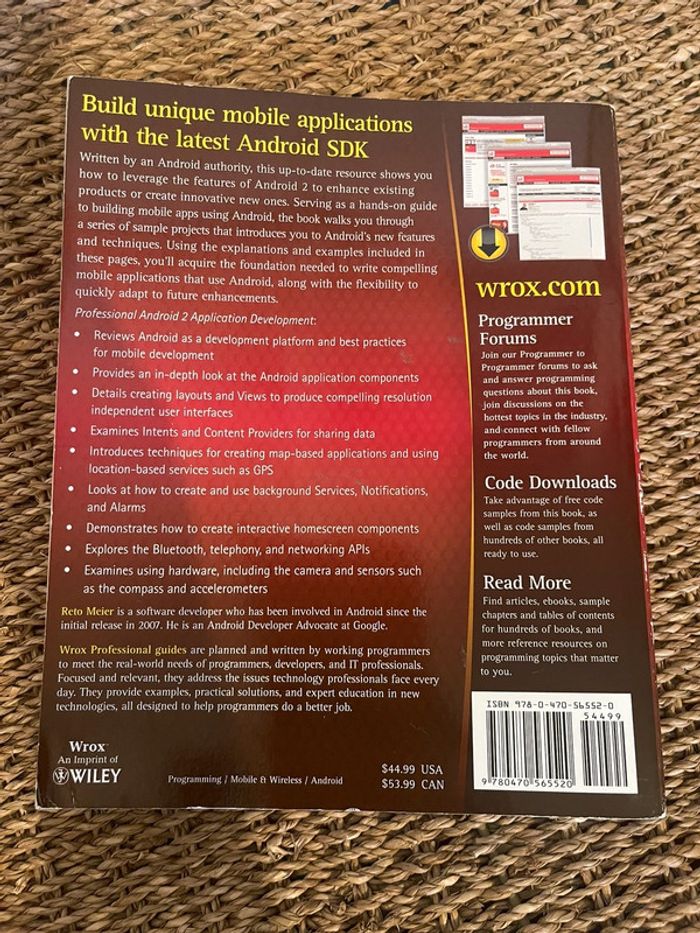 Build unique mobile applications
with the latest Android SDK
Written by an Android authority, this up-to-date resource shows you
how to leverage the features of Android 2 to enhance existing
products or create innovative new ones. Serving as a hands-on guide
to building mobile apps using Android, the book walks you through
a series of sample projects that introduces you to Android's new features
and techniques. Using the explanations and examples included in
these pages, you'll acquire the foundation needed to write compelling
mobile applications that use Android, along with the flexibility to
quickly adapt to future enhancements.
Professional Android 2 Application Development:
• Reviews Android as a development platform and best practices
for mobile development
• Provides an in-depth look at the Android application components
• Details creating layouts and Views to produce compelling resolution
independent user interfaces
• Examines Intents and Content Providers for sharing data
• Introduces techniques for creating map-based applications and using
location-based services such as GPS
• Looks at how to create and use background Services, Notifications,
and Alarms
• Demonstrates how to create interactive homescreen components
• Explores the Bluetooth, telephony, and networking APIs
• Examines using hardware, including the camera and sensors such
as the compass and accelerometers
Reto Meier is a software developer who has been involved in Android since the
initial release in 2007. He is an Android Developer Advocate at Google.
Wrox Professional guides are planned and written by working programmers
to meet the real-world needs of programmers, developers, and IT professionals.
Focused and relevant, they address the issues technology professionals face every
day. They provide examples, practical solutions, and expert education in new
technologies, all designed to help programmers do a better job.
Wrox™
An Imprint of
WILEY
Programming / Mobile & Wireless / Android
$44.99 USA
$53.99 CAN
wrox.com
Programmer
Forums
Join our Programmer to
Programmer forums to ask
and answer programming
questions about this book,
join discussions on the
hottest topics in the industry,
and connect with fellow
programmers from around
the world.
Code Downloads
Take advantage of free code
samples from this book, as
well as code samples from
hundreds of other books, all
ready to use.
Read More
Find articles, ebooks, sample
chapters and tables of contents
for hundreds of books, and
more reference resources on
programming topics that matter
to you.
ISBN 978-0-470-56552-0
54499
9 780470 565520